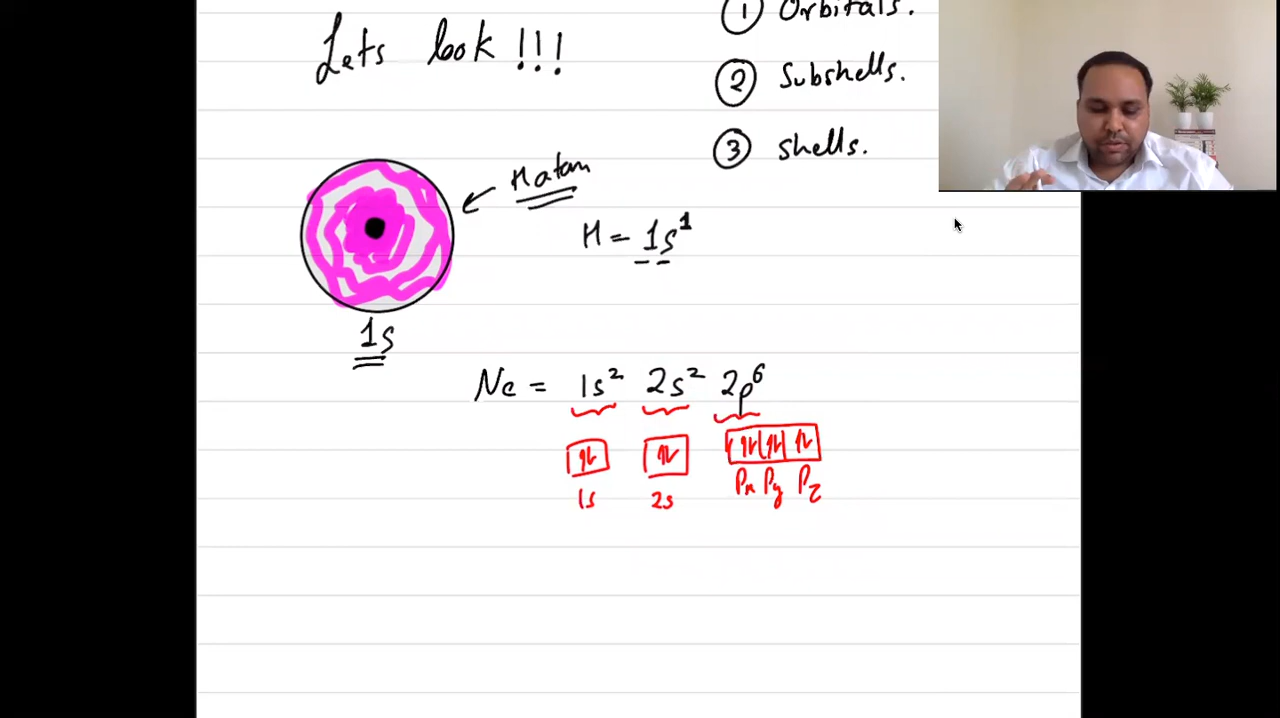 ① Orbitals.
Lets look !!!
② Subshells.
③ shells.
H atom
H = 1s¹
1s
Ne = 1s² 2s² 2p⁶
⥮ ⥮ ⥮ ⥮ ⥮
1s 2s Px Py Pz